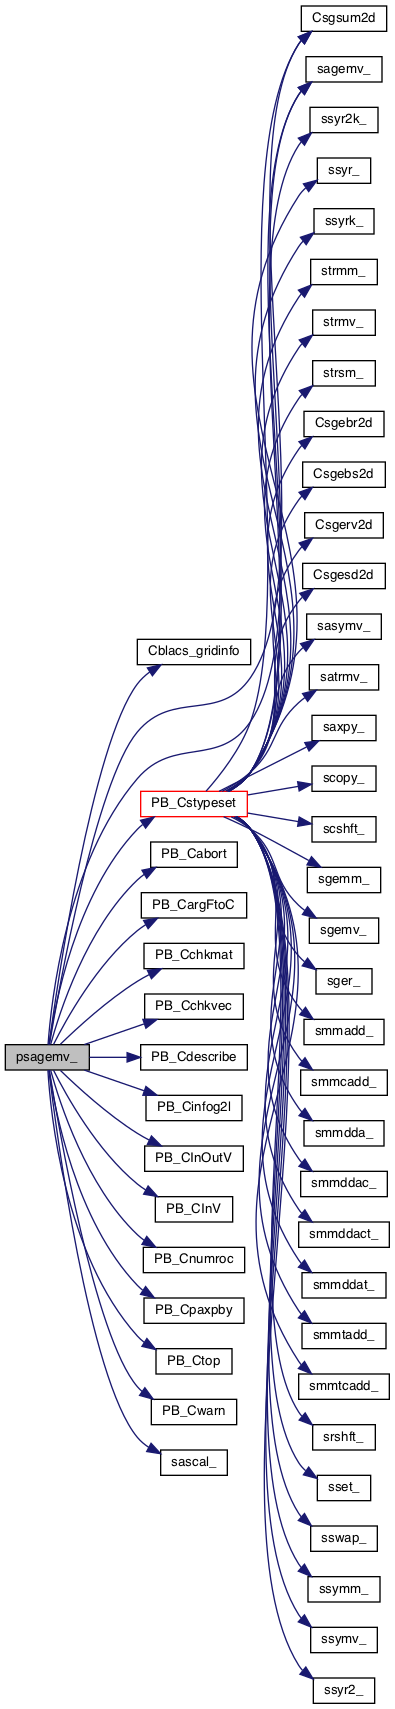 Csgsum2d
sagemv_
ssyr2k_
ssyr_
ssyrk_
strmm_
strmv_
strsm_
Csgebr2d
Csgebs2d
Csgerv2d
Csgesd2d
sasymv_
Cblacs_gridinfo
satrmv_
saxpy_
scopy_
PB_Cstypeset
scshft_
PB_Cabort
sgemm_
PB_CargFtoC
sgemv_
PB_Cchkmat
sger_
PB_Cchkvec
smmadd_
psagemv_
PB_Cdescribe
smmcadd_
PB_Cinfog2l
smmdda_
PB_CInOutV
smmddac_
PB_CInV
smmddact_
PB_Cnumroc
smmddat_
PB_Cpaxpby
smmtadd_
PB_Ctop
smmtcadd_
PB_Cwarn
srshft_
sascal_
sset_
sswap_
ssymm_
ssymv_
ssyr2_